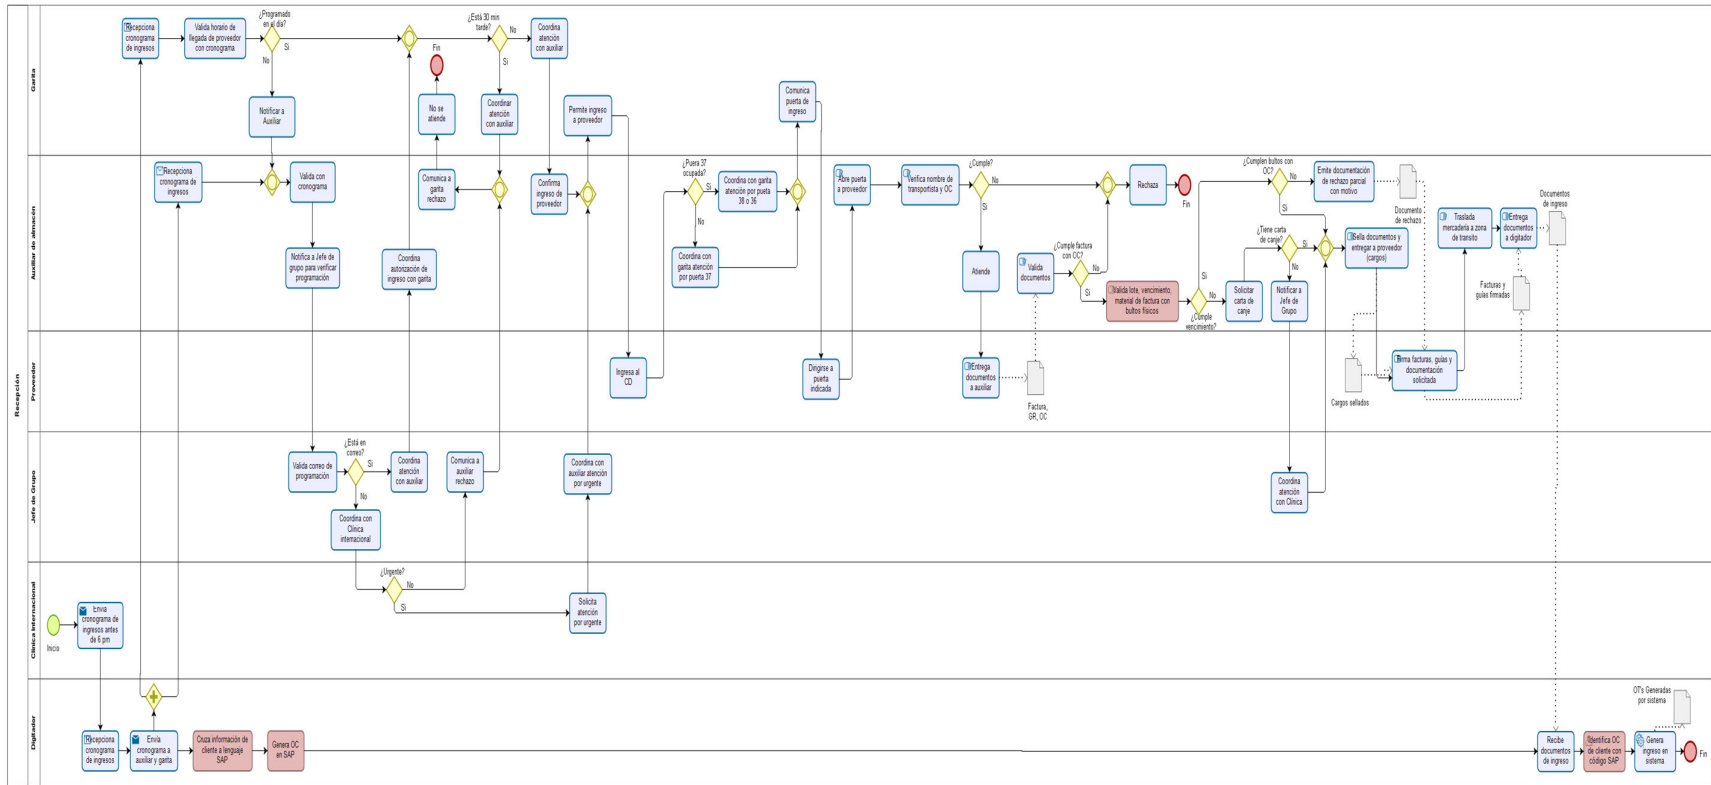 Recepción
Garita
Recepciona
cronograma
de ingresos
Valida horario de
llegada de proveedor
con cronograma
¿Programado
en el día?
Si
No
Notificar a
Auxiliar
Fin
No se
atiende
¿Está 30 min
tarde?
No
Si
Coordinar
atención
con auxiliar
Coordina
atención
con auxiliar
Permite ingreso
a proveedor
Comunica
puerta de
ingreso
Auxiliar de almacén
Recepciona
cronograma de
ingresos
Valida con
cronograma
Notifica a Jefe de
grupo para verificar
programación
Coordina
autorización de
ingreso con garita
Comunica a
garita
rechazo
Confirma
ingreso de
proveedor
¿Puera 37
ocupada?
Si
No
Coordina con garita
atención por pueta
38 o 36
Coordina con
garita atención por
puerta 37
Abre puerta
a proveedor
Verifica nombre de
transportista y OC
¿Cumple?
No
Si
Atiende
Valida
documentos
¿Cumple factura
con OC?
No
Si
Rechaza
Fin
Valida lote, vencimiento,
material de factura con
bultos físicos
¿Cumple
vencimiento?
Si
No
Solicitar
carta de
canje
¿Cumplen bultos con
OC?
No
Si
Emite documentación
de rechazo parcial
con motivo
Documento
de rechazo
¿Tiene carta
de canje?
Si
No
Notificar a
Jefe de
Grupo
Sella documentos y
entregar a proveedor
(cargos)
Traslada
mercadería a zona
de transito
Entrega
documentos
a digitador
Documentos
de ingreso
Facturas y
guías firmadas
Proveedor
Ingresa al
CD
Dirigirse a
puerta
indicada
Entrega
documentos
a auxiliar
Factura,
GR, OC
Cargos sellados
Firma facturas, guías y
documentación
solicitada
Jefe de Grupo
Valida correo de
programación
¿Está en
correo?
Si
No
Coordina
atención
con auxiliar
Comunica a
auxiliar
rechazo
Coordina con
Clínica
internacional
Coordina con
auxiliar atención
por urgente
Coordina
atención
con Clínica
Clínica Internacional
Inicio
Envía
cronograma de
ingresos antes
de 6 pm
¿Urgente?
No
Si
Solicita
atención
por urgente
Digitador
Recepciona
cronograma
de ingresos
Envía
cronograma a
auxiliar y garita
Cruza información de
cliente a lenguaje
SAP
Genera OC
en SAP
Recibe
documentos
de ingreso
Identifica OC
de cliente con
código SAP
Genera
ingreso en
sistema
OT's Generadas
por sistema
Fin